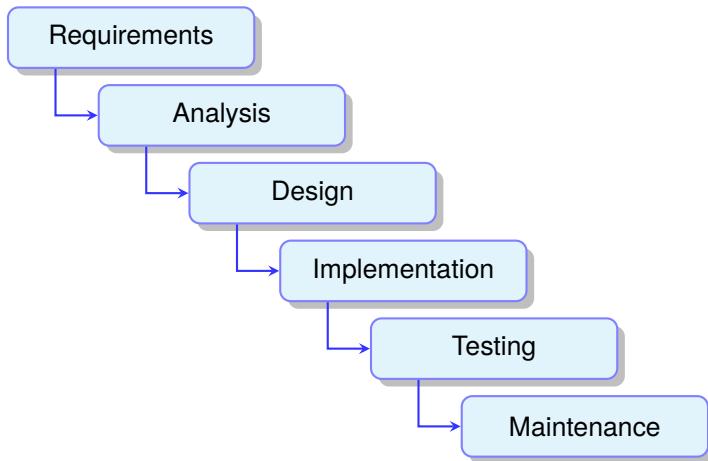 Requirements
Analysis
Design
Implementation
Testing
Maintenance